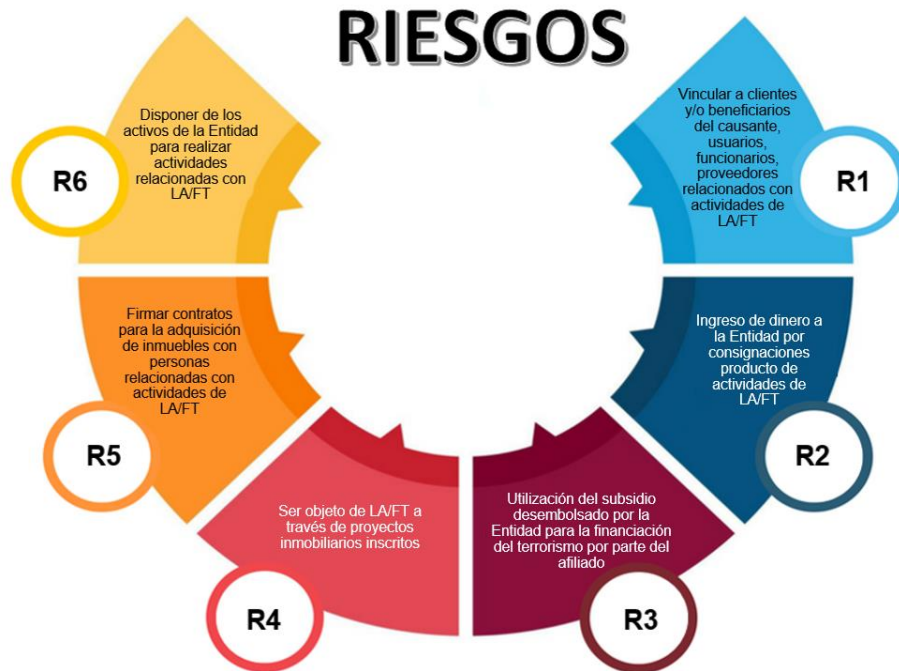 RIESGOS
Vincular a clientes
y/o beneficiarios
del causante,
usuarios,
funcionarios,
proveedores
relacionados con
actividades de
LA/FT
R1
Ingreso de dinero a
la Entidad por
consignaciones
producto de
actividades de
LA/FT
R2
Utilización del subsidio
desembolsado por la
Entidad para la financiación
del terrorismo por parte del
afiliado
R3
Ser objeto de LA/FT a
través de proyectos
inmobiliarios inscritos
R4
Firmar contratos
para la adquisición
de inmuebles con
personas
relacionadas con
actividades de
LA/FT
R5
Disponer de los
activos de la Entidad
para realizar
actividades
relacionadas con
LA/FT
R6